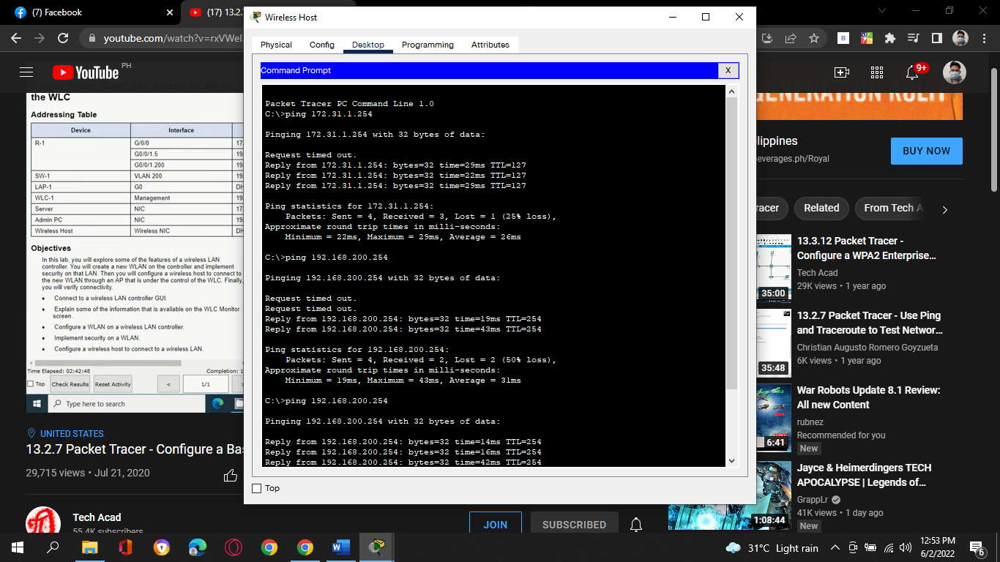 (7) Facebook
(17) 13.2.
youtube.com/watch?v=rxVWeI
YouTube PH
9+
the WLC
Addressing Table
Device Interface
R-1 G/0/0 17
G0/0/1.5 19
G0/0/1.200 19
SW-1 VLAN 200 19
LAP-1 G0 DH
WLC-1 Management 19
Server NIC 17
Admin PC NIC 19
Wireless Host Wireless NIC DH
Objectives
In this lab, you will explore some of the features of a wireless LAN
controller. You will create a new WLAN on the controller and implement
security on that LAN. Then you will configure a wireless host to connect to
the new WLAN through an AP that is under the control of the WLC. Finally,
you will verify connectivity.
• Connect to a wireless LAN controller GUI.
• Explain some of the information that is available on the WLC Monitor
screen.
• Configure a WLAN on a wireless LAN controller.
• Implement security on a WLAN.
• Configure a wireless host to connect to a wireless LAN.
Time Elapsed: 02:42:48 Completion: 1
Top Check Results Reset Activity < 1/1 >
Type here to search
UNITED STATES
13.2.7 Packet Tracer - Configure a Bas
29,715 views • Jul 21, 2020
Tech Acad
55.4K subscribers
JOIN SUBSCRIBED
Wireless Host
Physical Config Desktop Programming Attributes
Command Prompt X
Packet Tracer PC Command Line 1.0
C:\>ping 172.31.1.254
Pinging 172.31.1.254 with 32 bytes of data:
Request timed out.
Reply from 172.31.1.254: bytes=32 time=29ms TTL=127
Reply from 172.31.1.254: bytes=32 time=22ms TTL=127
Reply from 172.31.1.254: bytes=32 time=29ms TTL=127
Ping statistics for 172.31.1.254:
Packets: Sent = 4, Received = 3, Lost = 1 (25% loss),
Approximate round trip times in milli-seconds:
Minimum = 22ms, Maximum = 29ms, Average = 26ms
C:\>ping 192.168.200.254
Pinging 192.168.200.254 with 32 bytes of data:
Request timed out.
Request timed out.
Reply from 192.168.200.254: bytes=32 time=19ms TTL=254
Reply from 192.168.200.254: bytes=32 time=43ms TTL=254
Ping statistics for 192.168.200.254:
Packets: Sent = 4, Received = 2, Lost = 2 (50% loss),
Approximate round trip times in milli-seconds:
Minimum = 19ms, Maximum = 43ms, Average = 31ms
C:\>ping 192.168.200.254
Pinging 192.168.200.254 with 32 bytes of data:
Reply from 192.168.200.254: bytes=32 time=14ms TTL=254
Reply from 192.168.200.254: bytes=32 time=16ms TTL=254
Reply from 192.168.200.254: bytes=32 time=42ms TTL=254
Top
ilippines
everages.ph/Royal
BUY NOW
racer Related From Tech A
13.3.12 Packet Tracer -
Configure a WPA2 Enterprise...
Tech Acad
29K views • 1 year ago
35:00
13.2.7 Packet Tracer - Use Ping
and Traceroute to Test Networ...
Christian Augusto Romero Goyzueta
6K views • 1 year ago
35:48
War Robots Update 8.1 Review:
All new Content
rubnez
Recommended for you
New
6:41
Jayce & Heimerdingers TECH
APOCALYPSE | Legends of...
GrappLr
41K views • 1 day ago
New
1:08:44
31°C Light rain
12:53 PM
6/2/2022
6